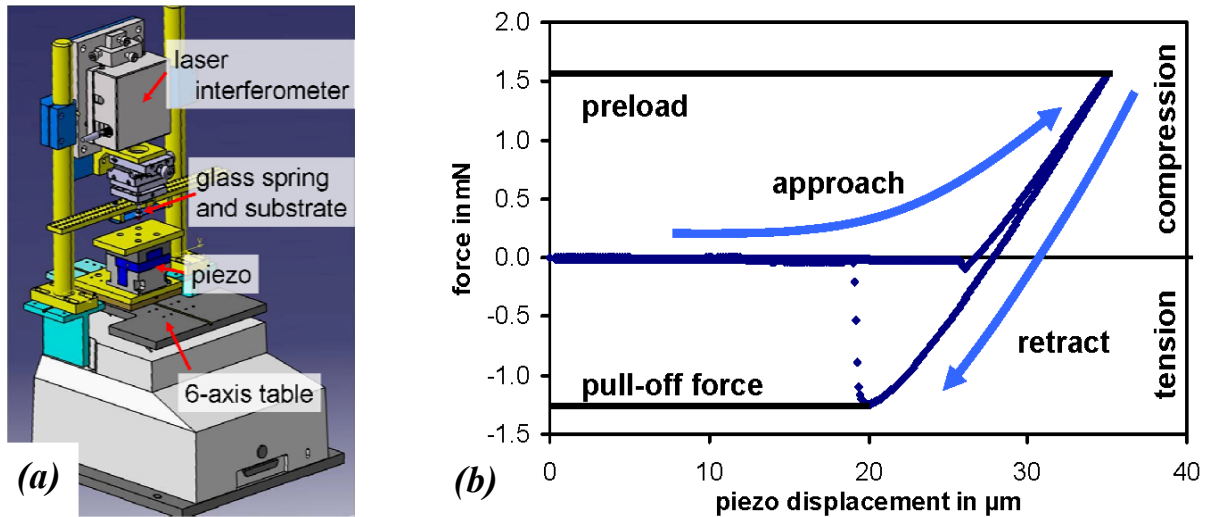 laser
interferometer
glass spring
and substrate
piezo
6-axis table
(a)
2.0
1.5
1.0
0.5
0.0
-0.5
-1.0
-1.5
force in mN
preload
approach
compression
retract
tension
pull-off force
0
10
20
30
40
piezo displacement in µm
(b)